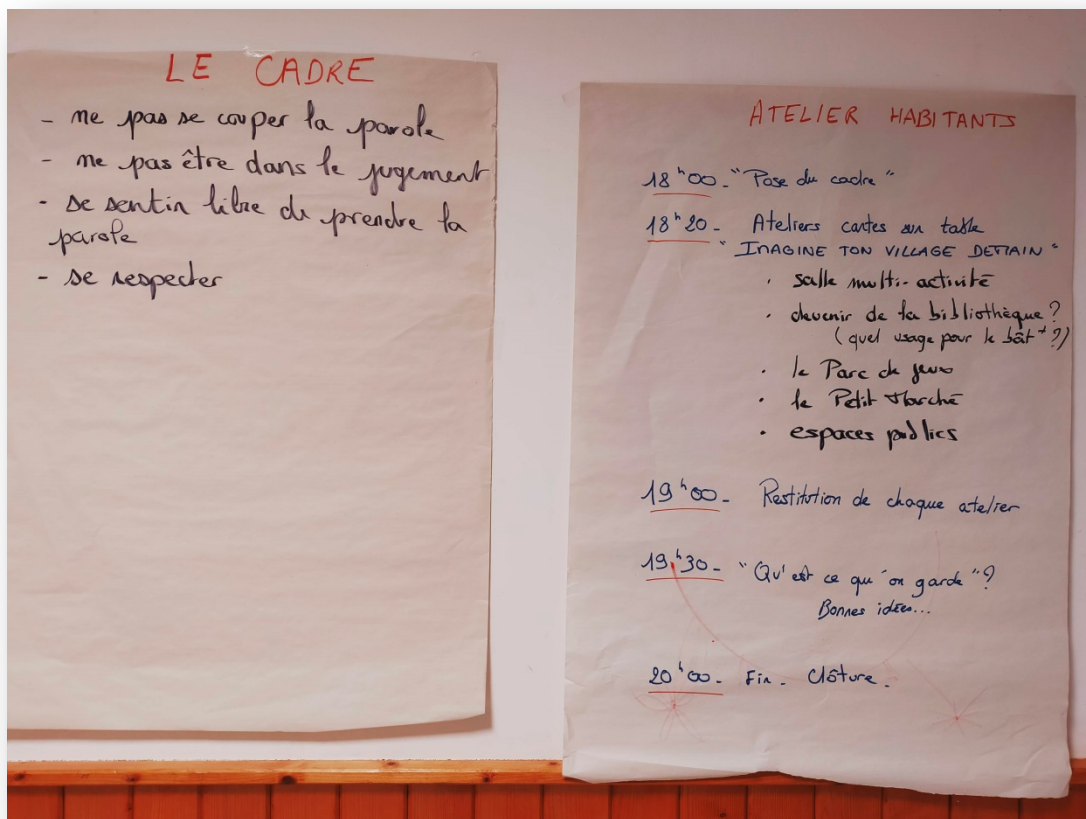 LE CADRE
- ne pas se couper la parole
- ne pas être dans le jugement
- se sentir libre de prendre la
parole
- se respecter
ATELIER HABITANTS
18h00- "Pose du cadre"
18h20- Ateliers cartes sur table
"IMAGINE TON VILLAGE DEMAIN"
· salle multi-activité
· devenir de la bibliothèque ?
(quel usage pour le bât+ ?)
· le Parc de jeux
· le Petit Marché
· espaces publics
19h00- Restitution de chaque atelier
19h30- "Qu'est ce qu'on garde"?
Bonnes idées...
20h00- Fin - Clôture.